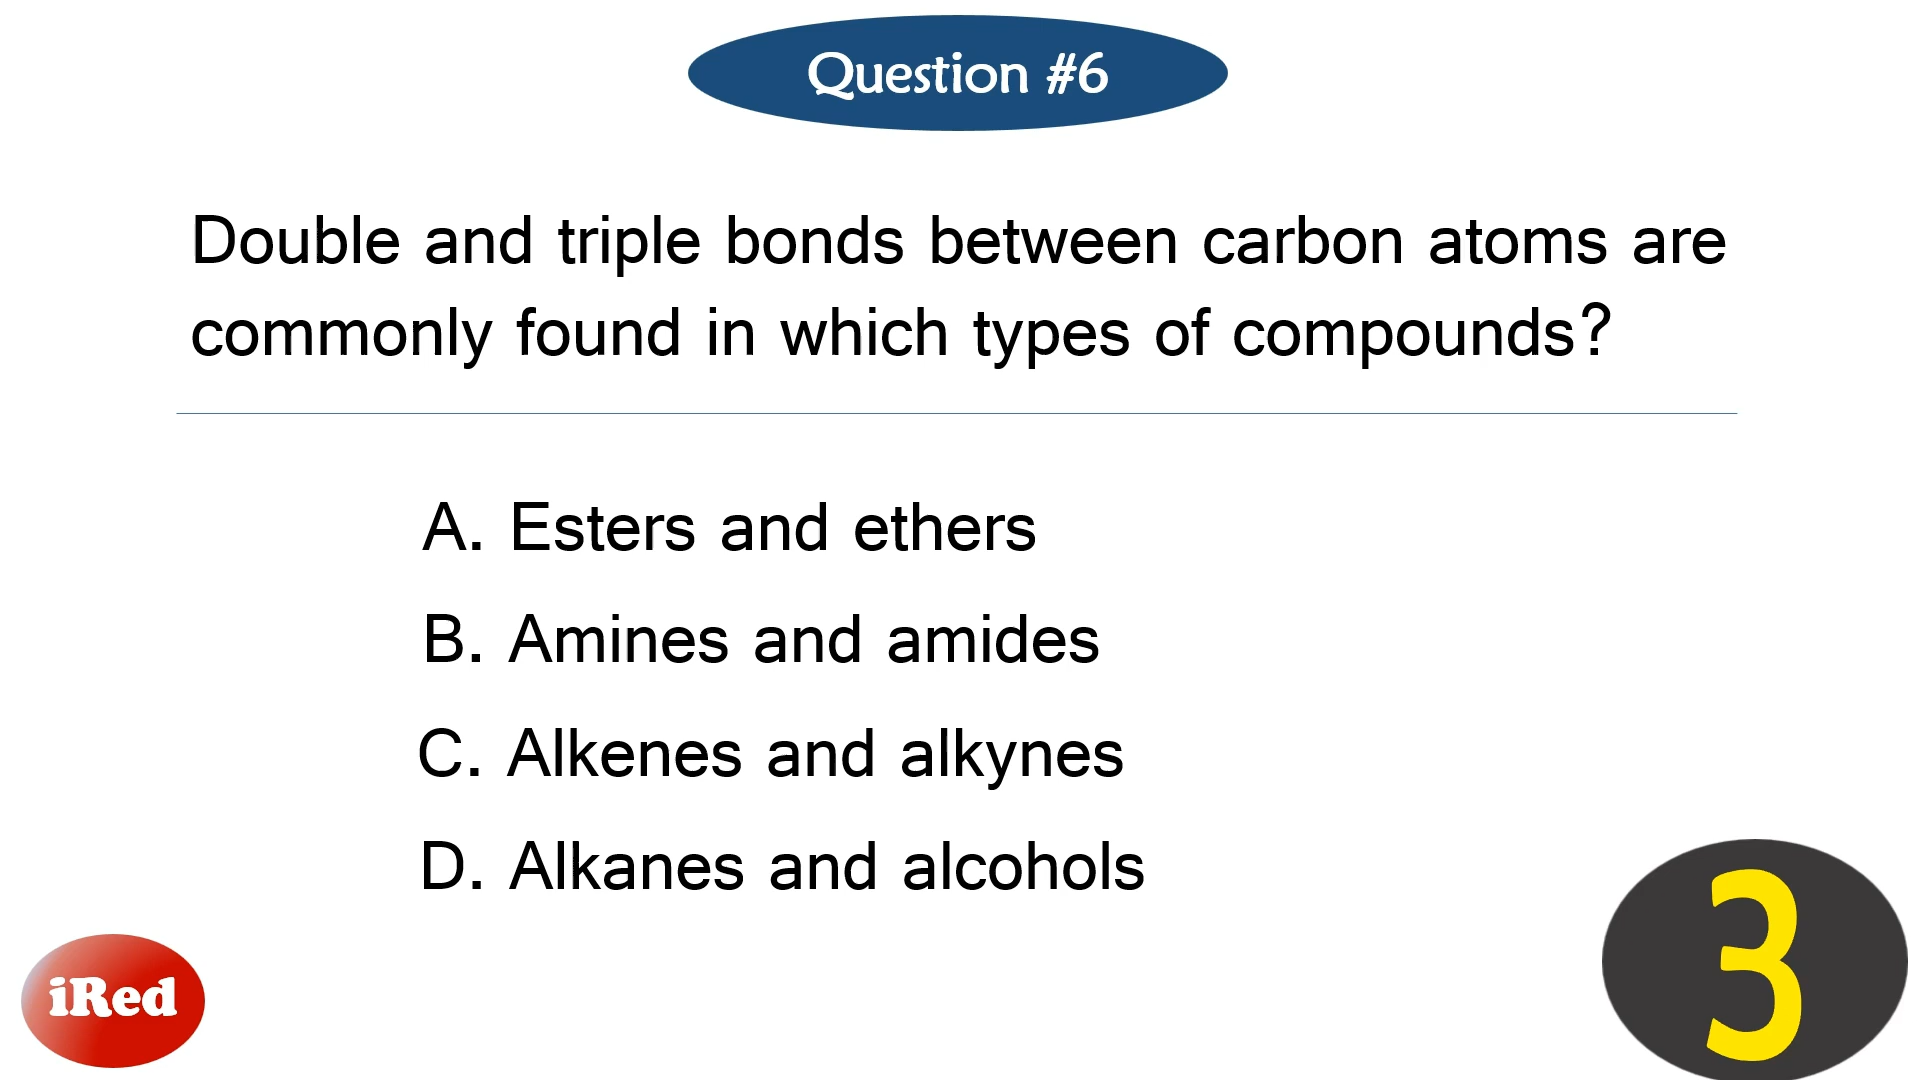 Question #6
Double and triple bonds between carbon atoms are
commonly found in which types of compounds?
A. Esters and ethers
B. Amines and amides
C. Alkenes and alkynes
D. Alkanes and alcohols
iRed
3